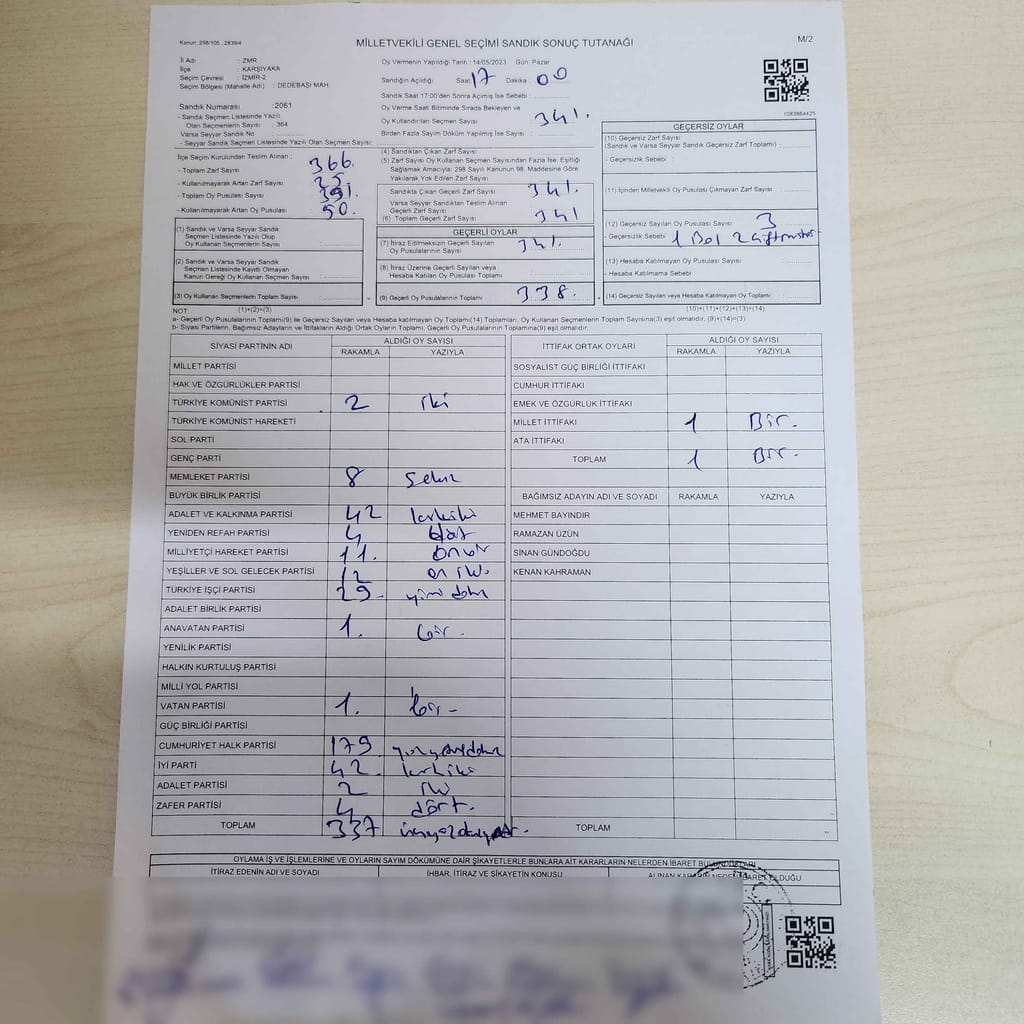 Kanun: 298/105 , 2839/4
MİLLETVEKİLİ GENEL SEÇİMİ SANDIK SONUÇ TUTANAĞI
M/2
İl Adı : ZMR
İlçe : KARŞIYAKA
Seçim Çevresi : İZMİR-2
Seçim Bölgesi (Mahalle Adı) : DEDEBAŞI MAH
Sandık Numarası : 2061
- Sandık Seçmen Listesinde Yazılı
Olan Seçmenlerin Sayısı : 364
Varsa Seyyar Sandık No :
- Seyyar Sandık Seçmen Listesinde Yazılı Olan Seçmen Sayısı:
Oy Vermenin Yapıldığı Tarih : 14/05/2023 Gün: Pazar
Sandığın Açıldığı Saat: 17 Dakika : 00
Sandık Saat 17:00'den Sonra Açılmış İse Sebebi :
Oy Verme Saati Bitiminde Sırada Bekleyen ve
Oy Kullandırılan Seçmen Sayısı : 341.
Birden Fazla Sayım Döküm Yapılmış İse Sayısı :
1083864425
İlçe Seçim Kurulundan Teslim Alınan :
- Toplam Zarf Sayısı : 366.
- Kullanılmayarak Artan Zarf Sayısı :
- Toplam Oy Pusulası Sayısı : 391.
- Kullanılmayarak Artan Oy Pusulası : 50.
(1) Sandık ve Varsa Seyyar Sandık
Seçmen Listesinde Yazılı Olup
Oy Kullanan Seçmenlerin Sayısı :
(2) Sandık ve Varsa Seyyar Sandık
Seçmen Listesinde Kayıtlı Olmayan
Kanun Gereği Oy Kullanan Seçmen Sayısı :
(3) Oy Kullanan Seçmenlerin Toplam Sayısı :
(4) Sandıktan Çıkan Zarf Sayısı :
(5) Zarf Sayısı Oy Kullanan Seçmen Sayısından Fazla İse, Eşitliği
Sağlamak Amacıyla; 298 Sayılı Kanunun 98. Maddesine Göre
Yakılarak Yok Edilen Zarf Sayısı :
Sandıkta Çıkan Geçerli Zarf Sayısı : 341.
Varsa Seyyar Sandıktan Teslim Alınan
Geçerli Zarf Sayısı :
(6) Toplam Geçerli Zarf Sayısı : 341
GEÇERLİ OYLAR
(7) İtiraz Edilmeksizin Geçerli Sayılan
Oy Pusulalarının Sayısı : 341.
(8) İtiraz Üzerine Geçerli Sayılan veya
Hesaba Katılan Oy Pusulası Toplamı :
(9) Geçerli Oy Pusulalarının Toplamı : 338.
GEÇERSİZ OYLAR
(10) Geçersiz Zarf Sayısı
(Sandık ve Varsa Seyyar Sandık Geçersiz Zarf Toplamı) :
- Geçersizlik Sebebi :
(11) İçinden Milletvekil Oy Pusulası Çıkmayan Zarf Sayısı :
(12) Geçersiz Sayılan Oy Pusulası Sayısı : 3
- Geçersizlik Sebebi :
(13) Hesaba Katılmayan Oy Pusulası Sayısı :
- Hesaba Katılmama Sebebi :
(14) Geçersiz Sayılan veya Hesaba Katılmayan Oy Toplamı :
NOT: (1)+(2)=(3) (10)+(11)+(12)+(13)=(14)
a- Geçerli Oy Pusulası Toplamı(9) ile Geçersiz Sayılan veya Hesaba katılmayan Oy Toplamı(14) Toplamları, Oy Kullanan Seçmenlerin Toplam Sayısına(3) eşit olmalıdır. (9)+(14)=(3)
b- Siyasi Partilerin, Bağımsız Adayların ve İttifakların Aldığı Ortak Oyların Toplamı; Geçerli Oy Pusulalarının Toplamına(9) eşit olmalıdır.
SİYASİ PARTİNİN ADI ALDIĞI OY SAYISI
RAKAMLA YAZIYLA
MİLLET PARTİSİ
HAK VE ÖZGÜRLÜKLER PARTİSİ
TÜRKİYE KOMÜNİST PARTİSİ 2 iki
TÜRKİYE KOMÜNİST HAREKETİ
SOL PARTİ
GENÇ PARTİ
MEMLEKET PARTİSİ 8 sekiz
BÜYÜK BİRLİK PARTİSİ
ADALET VE KALKINMA PARTİSİ 42 kırkiki
YENİDEN REFAH PARTİSİ 4
MİLLİYETÇİ HAREKET PARTİSİ 11. onbir
YEŞİLLER VE SOL GELECEK PARTİSİ 12 on iki.
TÜRKİYE İŞÇİ PARTİSİ 29. yirmi dokuz
ADALET BİRLİK PARTİSİ
ANAVATAN PARTİSİ 1. bir.
YENİLİK PARTİSİ
HALKIN KURTULUŞ PARTİSİ
MİLLİ YOL PARTİSİ
VATAN PARTİSİ 1. bir-
GÜÇ BİRLİĞİ PARTİSİ
CUMHURİYET HALK PARTİSİ 179 yüzyetmişdokuz
İYİ PARTİ 42. kırkiki
ADALET PARTİSİ 2 iki
ZAFER PARTİSİ 4 dört.
TOPLAM 337
İTTİFAK ORTAK OYLARI ALDIĞI OY SAYISI
RAKAMLA YAZIYLA
SOSYALİST GÜÇ BİRLİĞİ İTTİFAKI
CUMHUR İTTİFAKI
EMEK VE ÖZGÜRLÜK İTTİFAKI
MİLLET İTTİFAKI 1 Bir.
ATA İTTİFAKI
TOPLAM 1 Bir.
BAĞIMSIZ ADAYIN ADI VE SOYADI RAKAMLA YAZIYLA
MEHMET BAYINDIR
RAMAZAN ÜZÜN
SİNAN GÜNDOĞDU
KENAN KAHRAMAN
TOPLAM
OYLAMA İŞ VE İŞLEMLERİNE VE OYLARIN SAYIM DÖKÜMÜNE DAİR ŞİKAYETLERLE BUNLARA AİT KARARLARIN NELERDEN İBARET BULUNDUKLARI
İTİRAZ EDENİN ADI VE SOYADI İHBAR, İTİRAZ VE ŞİKAYETİN KONUSU ALINAN KARARIN NEDEN İBARET OLDUĞU